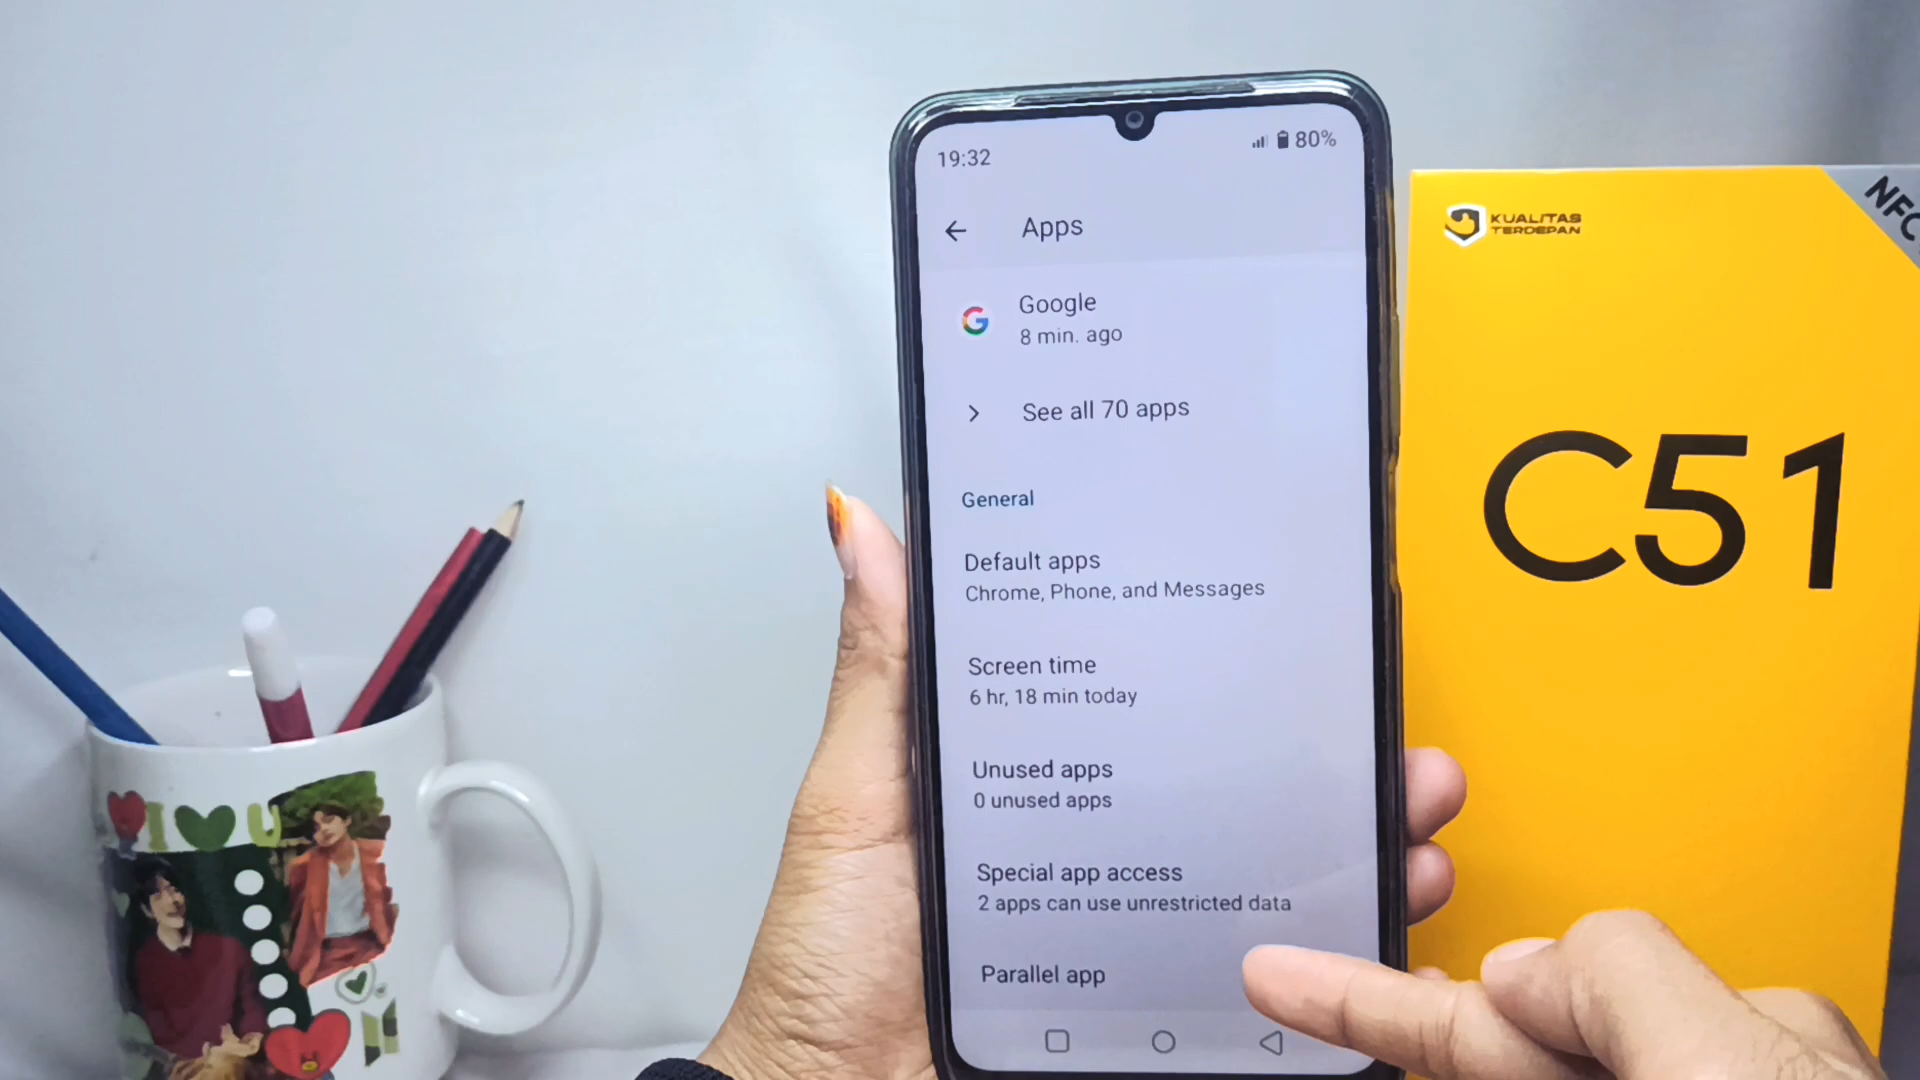 19:32
80%
Apps
Google
8 min. ago
See all 70 apps
General
Default apps
Chrome, Phone, and Messages
Screen time
6 hr, 18 min today
Unused apps
0 unused apps
Special app access
2 apps can use unrestricted data
Parallel app
KUALITAS
TERDEPAN
NFC
C51
I U